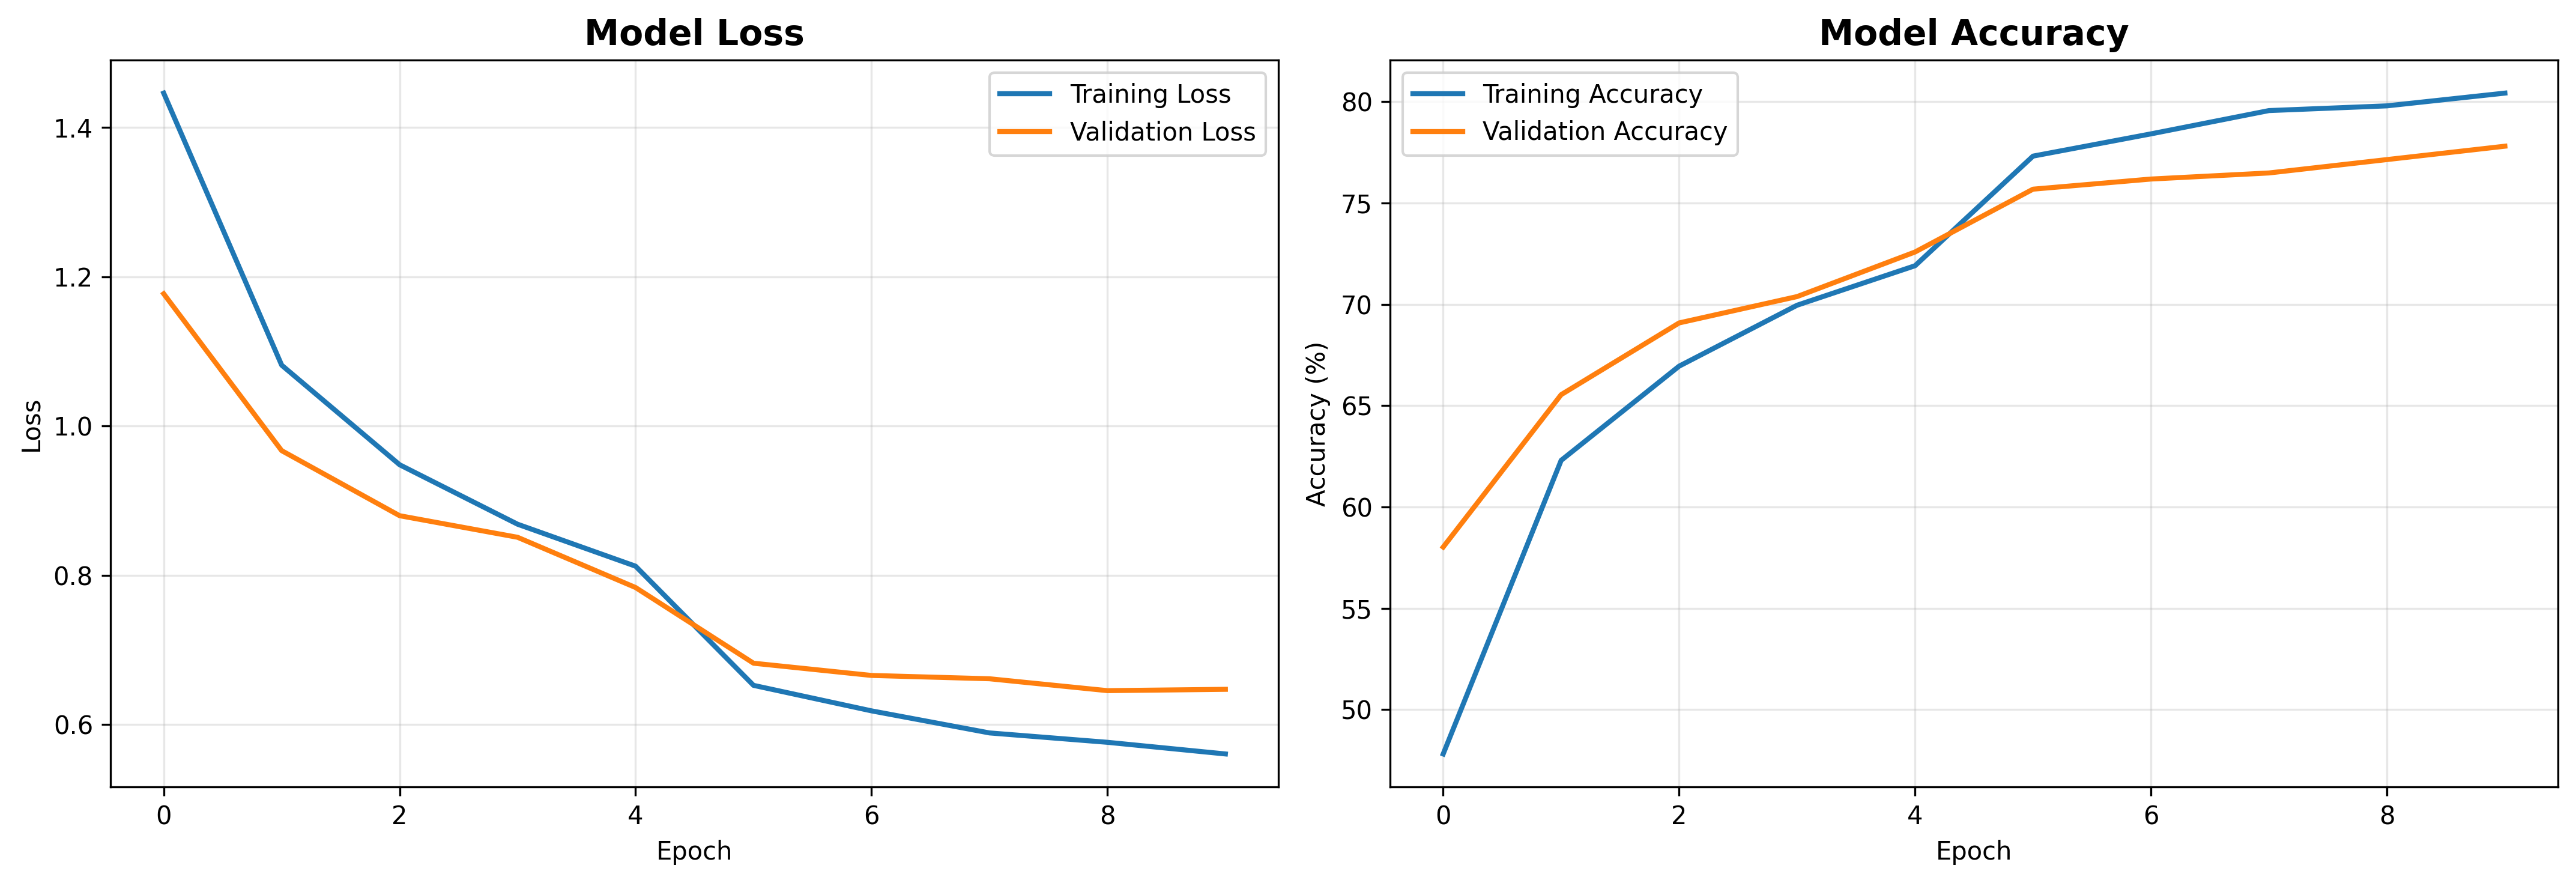 Model Loss
Training Loss
Validation Loss
1.4
1.2
1.0
0.8
0.6
Loss
0 2 4 6 8
Epoch
Model Accuracy
Training Accuracy
Validation Accuracy
80
75
70
65
60
55
50
Accuracy (%)
0 2 4 6 8
Epoch